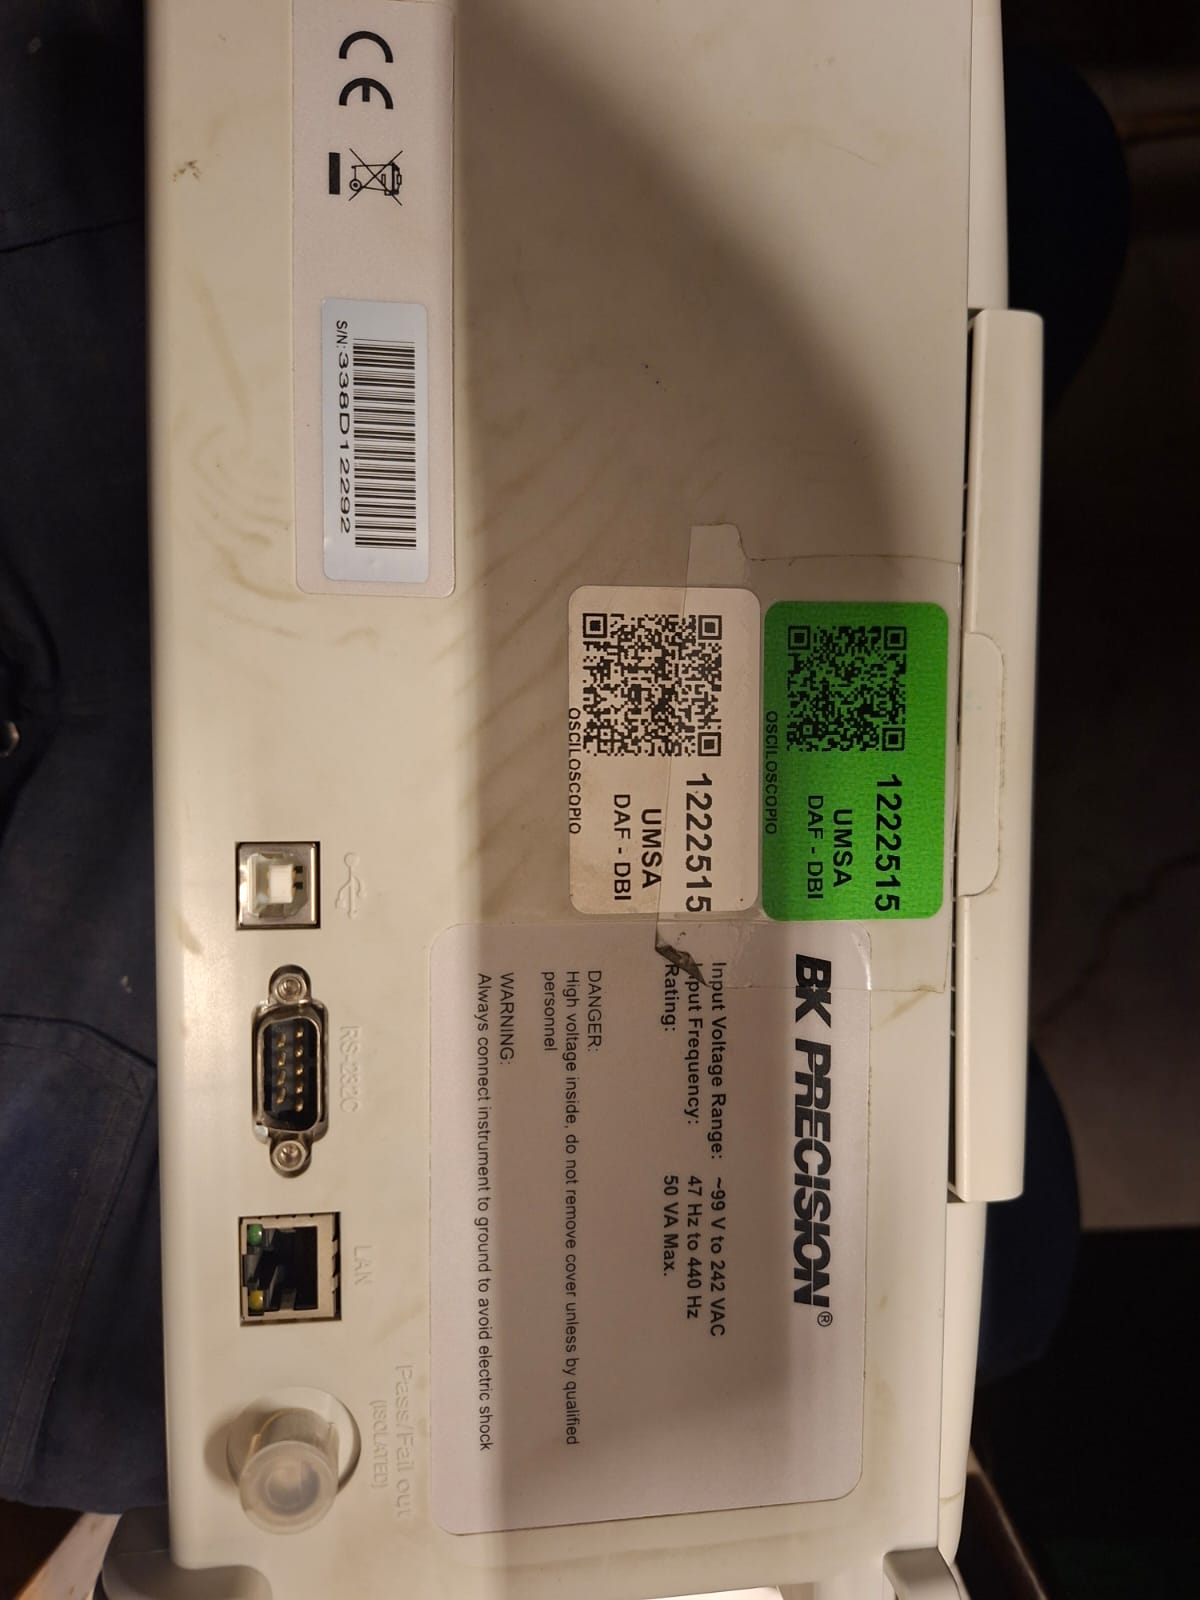 CE
S/N:338D12292
1222515
UMSA
DAF - DBI
OSCILOSCOPIO
1222515
UMSA
DAF - DBI
OSCILOSCOPIO
BK PRECISION®
Input Voltage Range: ~99 V to 242 VAC
Input Frequency: 47 Hz to 440 Hz
Rating: 50 VA Max.
DANGER:
High voltage inside, do not remove cover unless by qualified
personnel
WARNING:
Always connect instrument to ground to avoid electric shock
RS-232C
LAN
Pass/Fail out
(ISOLATED)